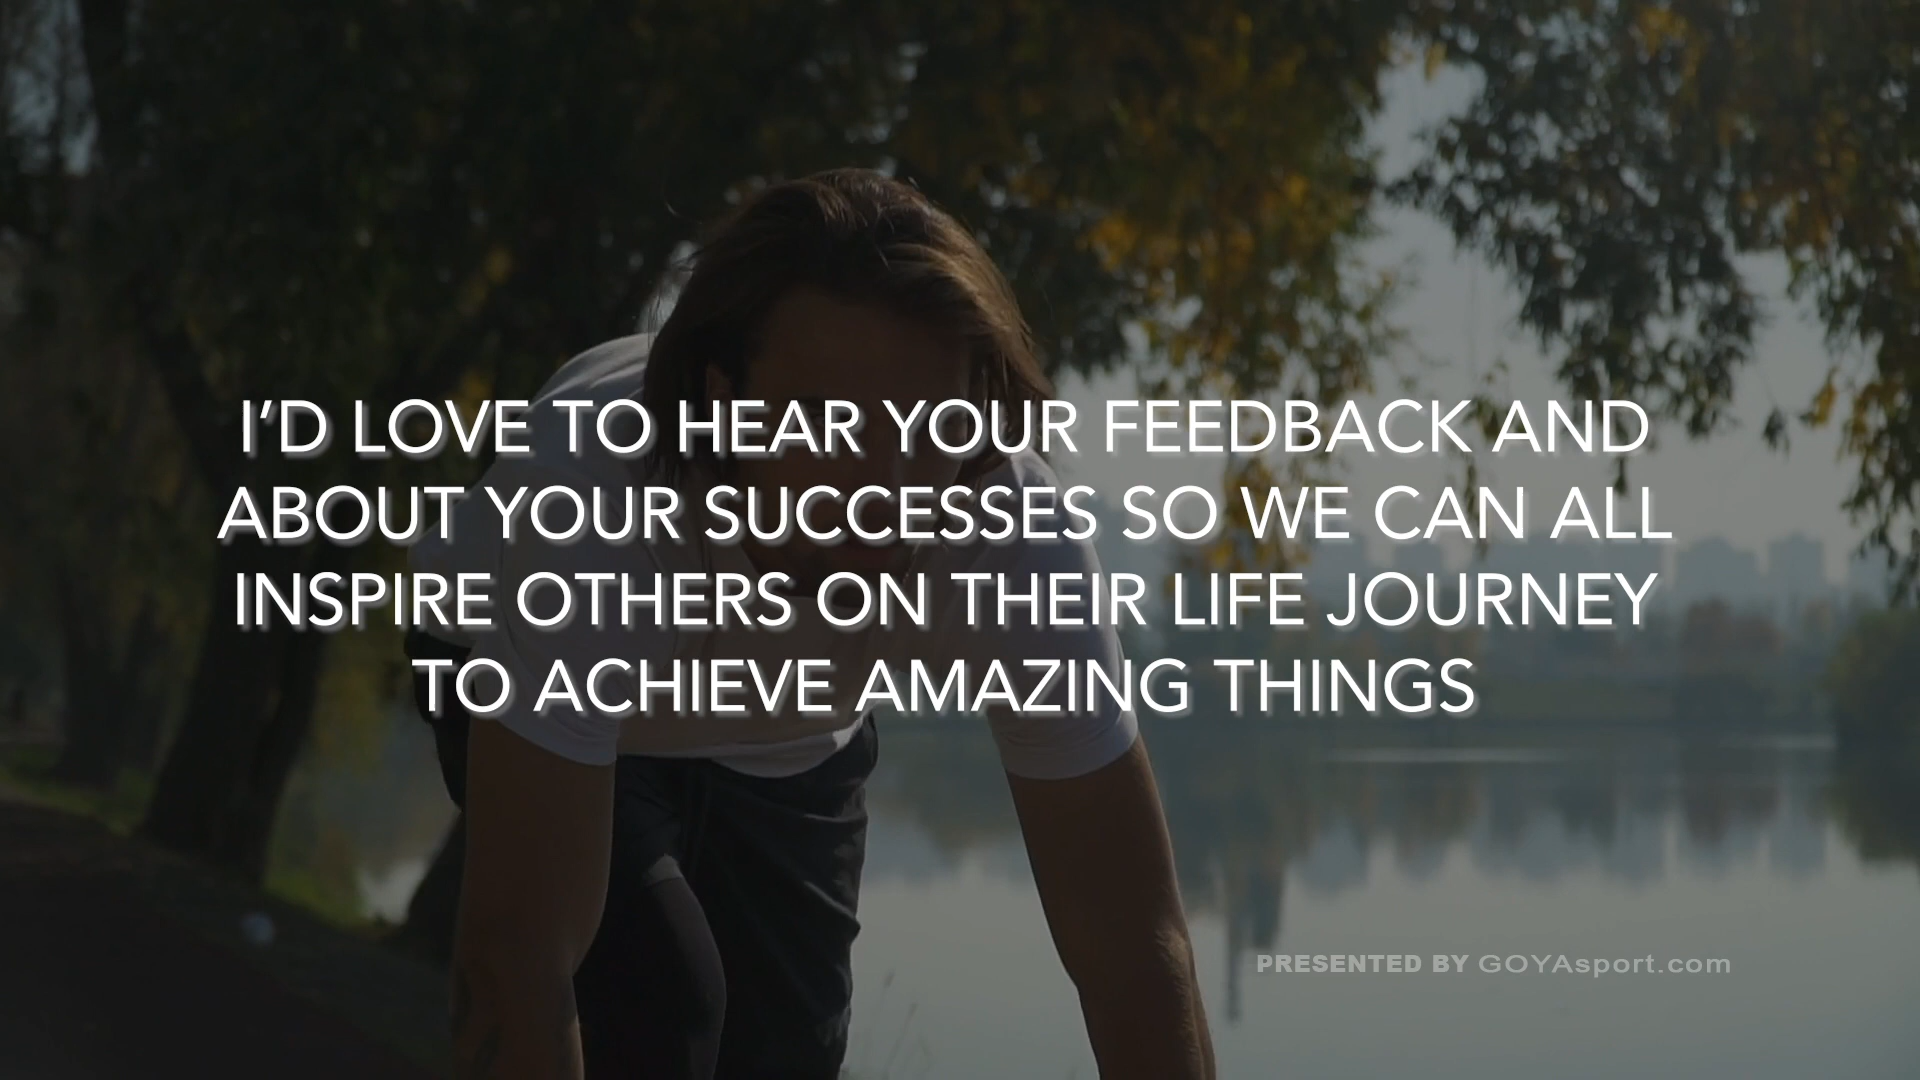 I’D LOVE TO HEAR YOUR FEEDBACK AND
ABOUT YOUR SUCCESSES SO WE CAN ALL
INSPIRE OTHERS ON THEIR LIFE JOURNEY
TO ACHIEVE AMAZING THINGS
PRESENTED BY GOYAsport.com